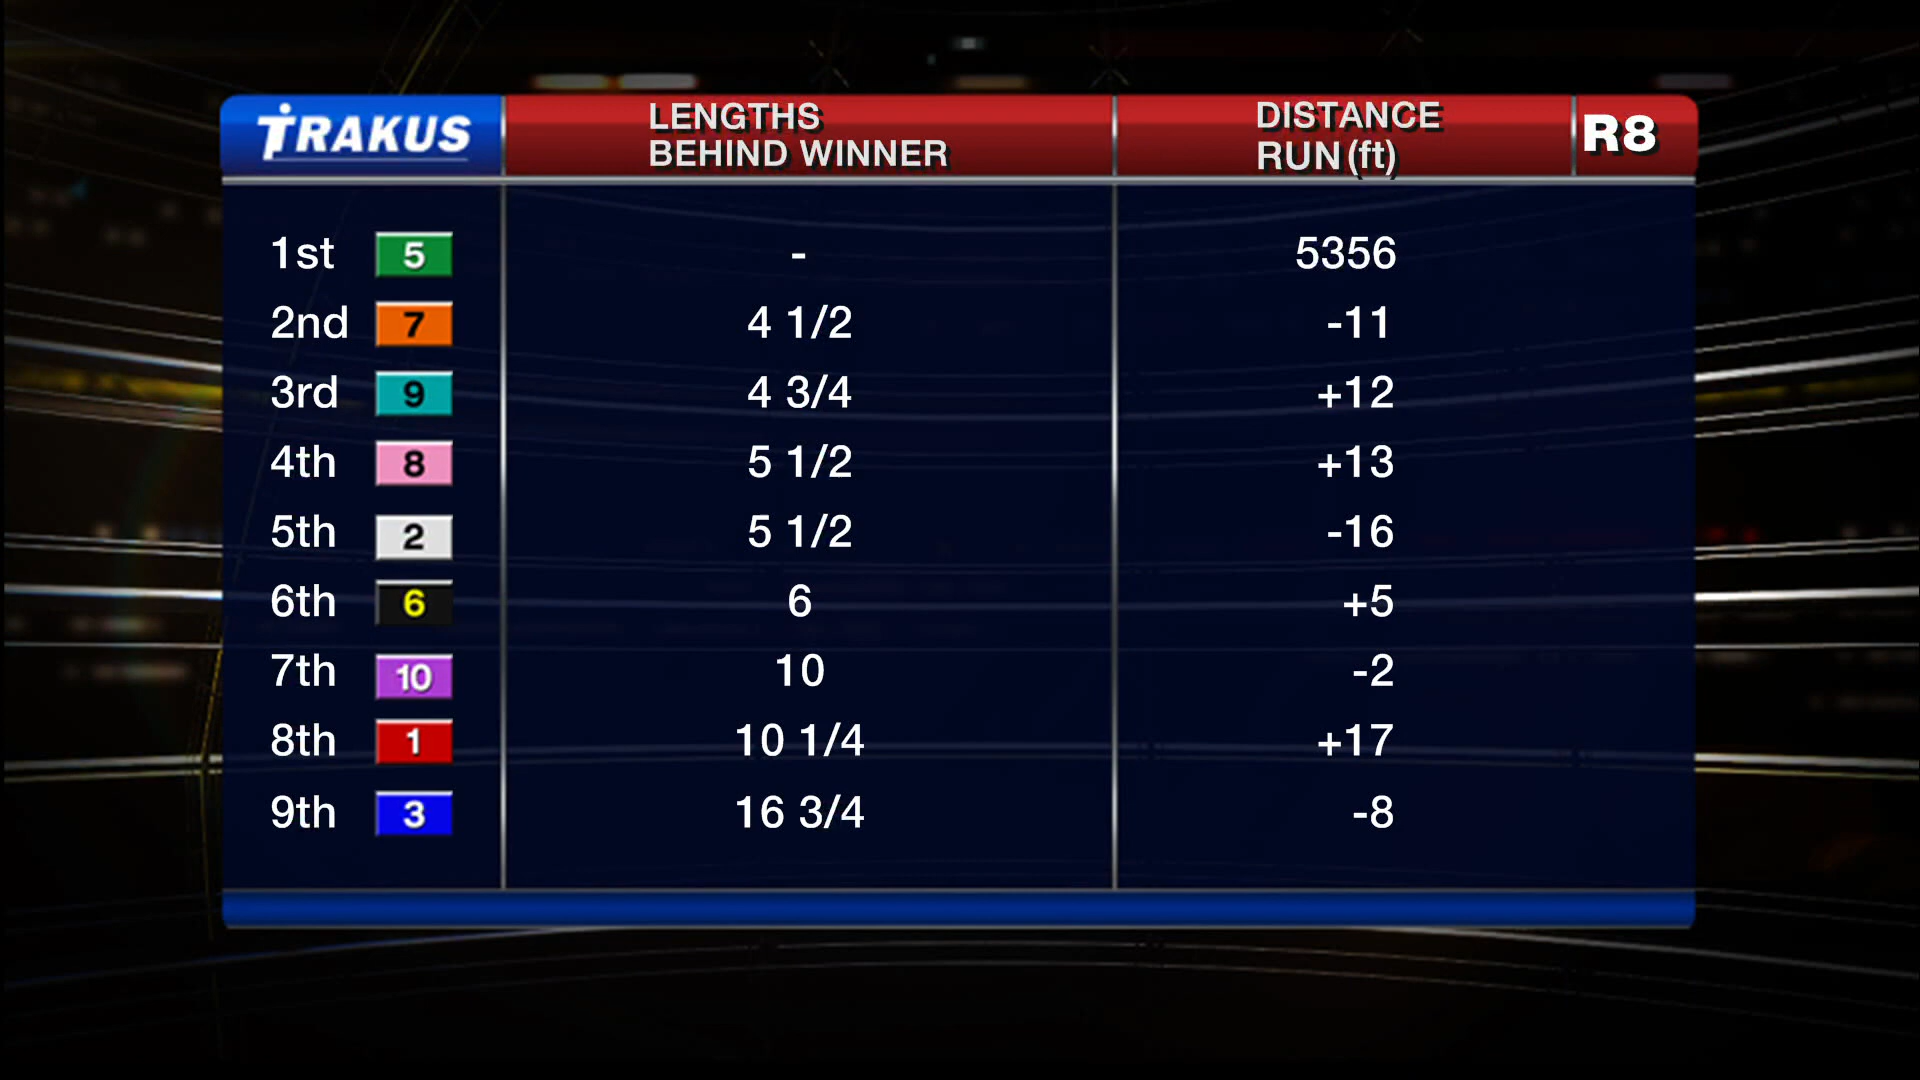 TRAKUS
LENGTHS
BEHIND WINNER
DISTANCE
RUN (ft)
R8
1st 5 - 5356
2nd 7 4 1/2 -11
3rd 9 4 3/4 +12
4th 8 5 1/2 +13
5th 2 5 1/2 -16
6th 6 6 +5
7th 10 10 -2
8th 1 10 1/4 +17
9th 3 16 3/4 -8